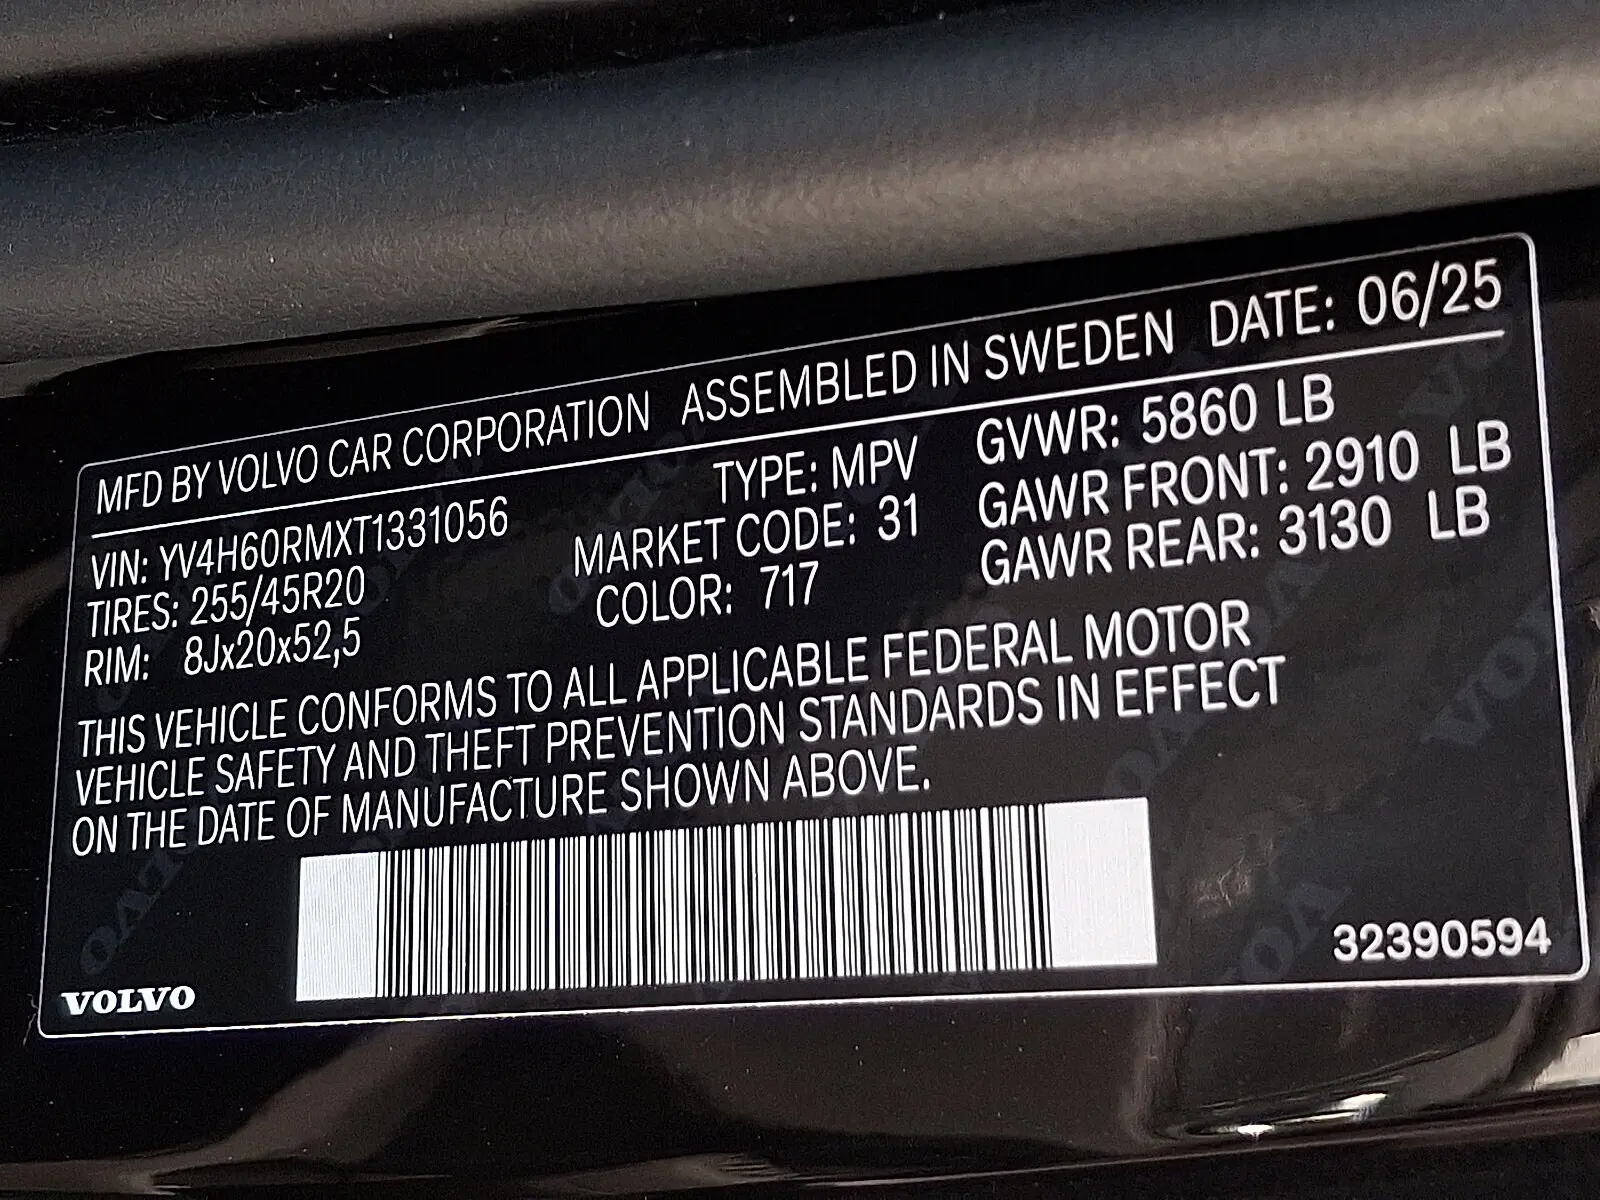 MFD BY VOLVO CAR CORPORATION ASSEMBLED IN SWEDEN DATE: 06/25
VIN: YV4H60RMXT1331056 TYPE: MPV GVWR: 5860 LB
TIRES: 255/45R20 MARKET CODE: 31 GAWR FRONT: 2910 LB
RIM: 8Jx20x52,5 COLOR: 717 GAWR REAR: 3130 LB
THIS VEHICLE CONFORMS TO ALL APPLICABLE FEDERAL MOTOR
VEHICLE SAFETY AND THEFT PREVENTION STANDARDS IN EFFECT
ON THE DATE OF MANUFACTURE SHOWN ABOVE.
VOLVO
32390594